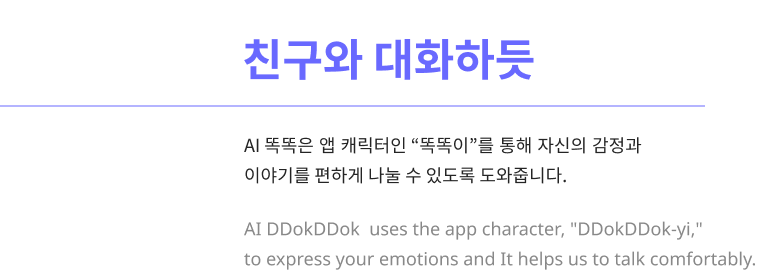 친구와 대화하듯
AI 똑똑은 앱 캐릭터인 “똑똑이”를 통해 자신의 감정과
이야기를 편하게 나눌 수 있도록 도와줍니다.
AI DDokDDok  uses the app character, "DDokDDok-yi,"
to express your emotions and It helps us to talk comfortably.